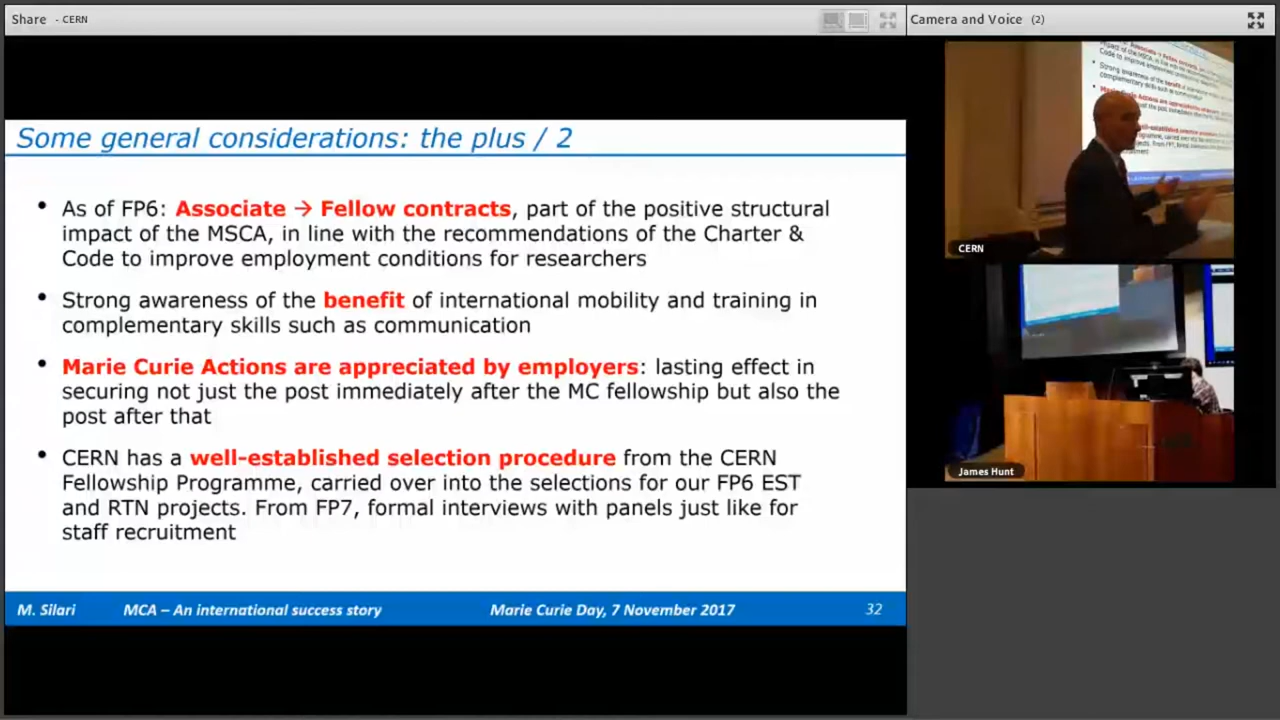 Share - CERN
Camera and Voice (2)
Some general considerations: the plus / 2
• As of FP6: Associate → Fellow contracts, part of the positive structural
impact of the MSCA, in line with the recommendations of the Charter &
Code to improve employment conditions for researchers
• Strong awareness of the benefit of international mobility and training in
complementary skills such as communication
• Marie Curie Actions are appreciated by employers: lasting effect in
securing not just the post immediately after the MC fellowship but also the
post after that
• CERN has a well-established selection procedure from the CERN
Fellowship Programme, carried over into the selections for our FP6 EST
and RTN projects. From FP7, formal interviews with panels just like for
staff recruitment
M. Silari MCA – An international success story Marie Curie Day, 7 November 2017 32
CERN
James Hunt